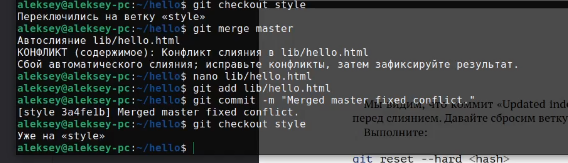 aleksey@aleksey-pc:~/hello$ git checkout style
Переключились на ветку «style»
aleksey@aleksey-pc:~/hello$ git merge master
Автослияние lib/hello.html
КОНФЛИКТ (содержимое): Конфликт слияния в lib/hello.html
Сбой автоматического слияния; исправьте конфликты, затем зафиксируйте результат.
aleksey@aleksey-pc:~/hello$ nano lib/hello.html
aleksey@aleksey-pc:~/hello$ git add lib/hello.html
aleksey@aleksey-pc:~/hello$ git commit -m "Merged master fixed conflict."
[style 3a4fe1b] Merged master fixed conflict.
aleksey@aleksey-pc:~/hello$ git checkout style
Уже на «style»
aleksey@aleksey-pc:~/hello$
Мы видим, что коммит «Updated inde
перед слиянием. Давайте сбросим ветку
Выполните:
git reset --hard <hash>